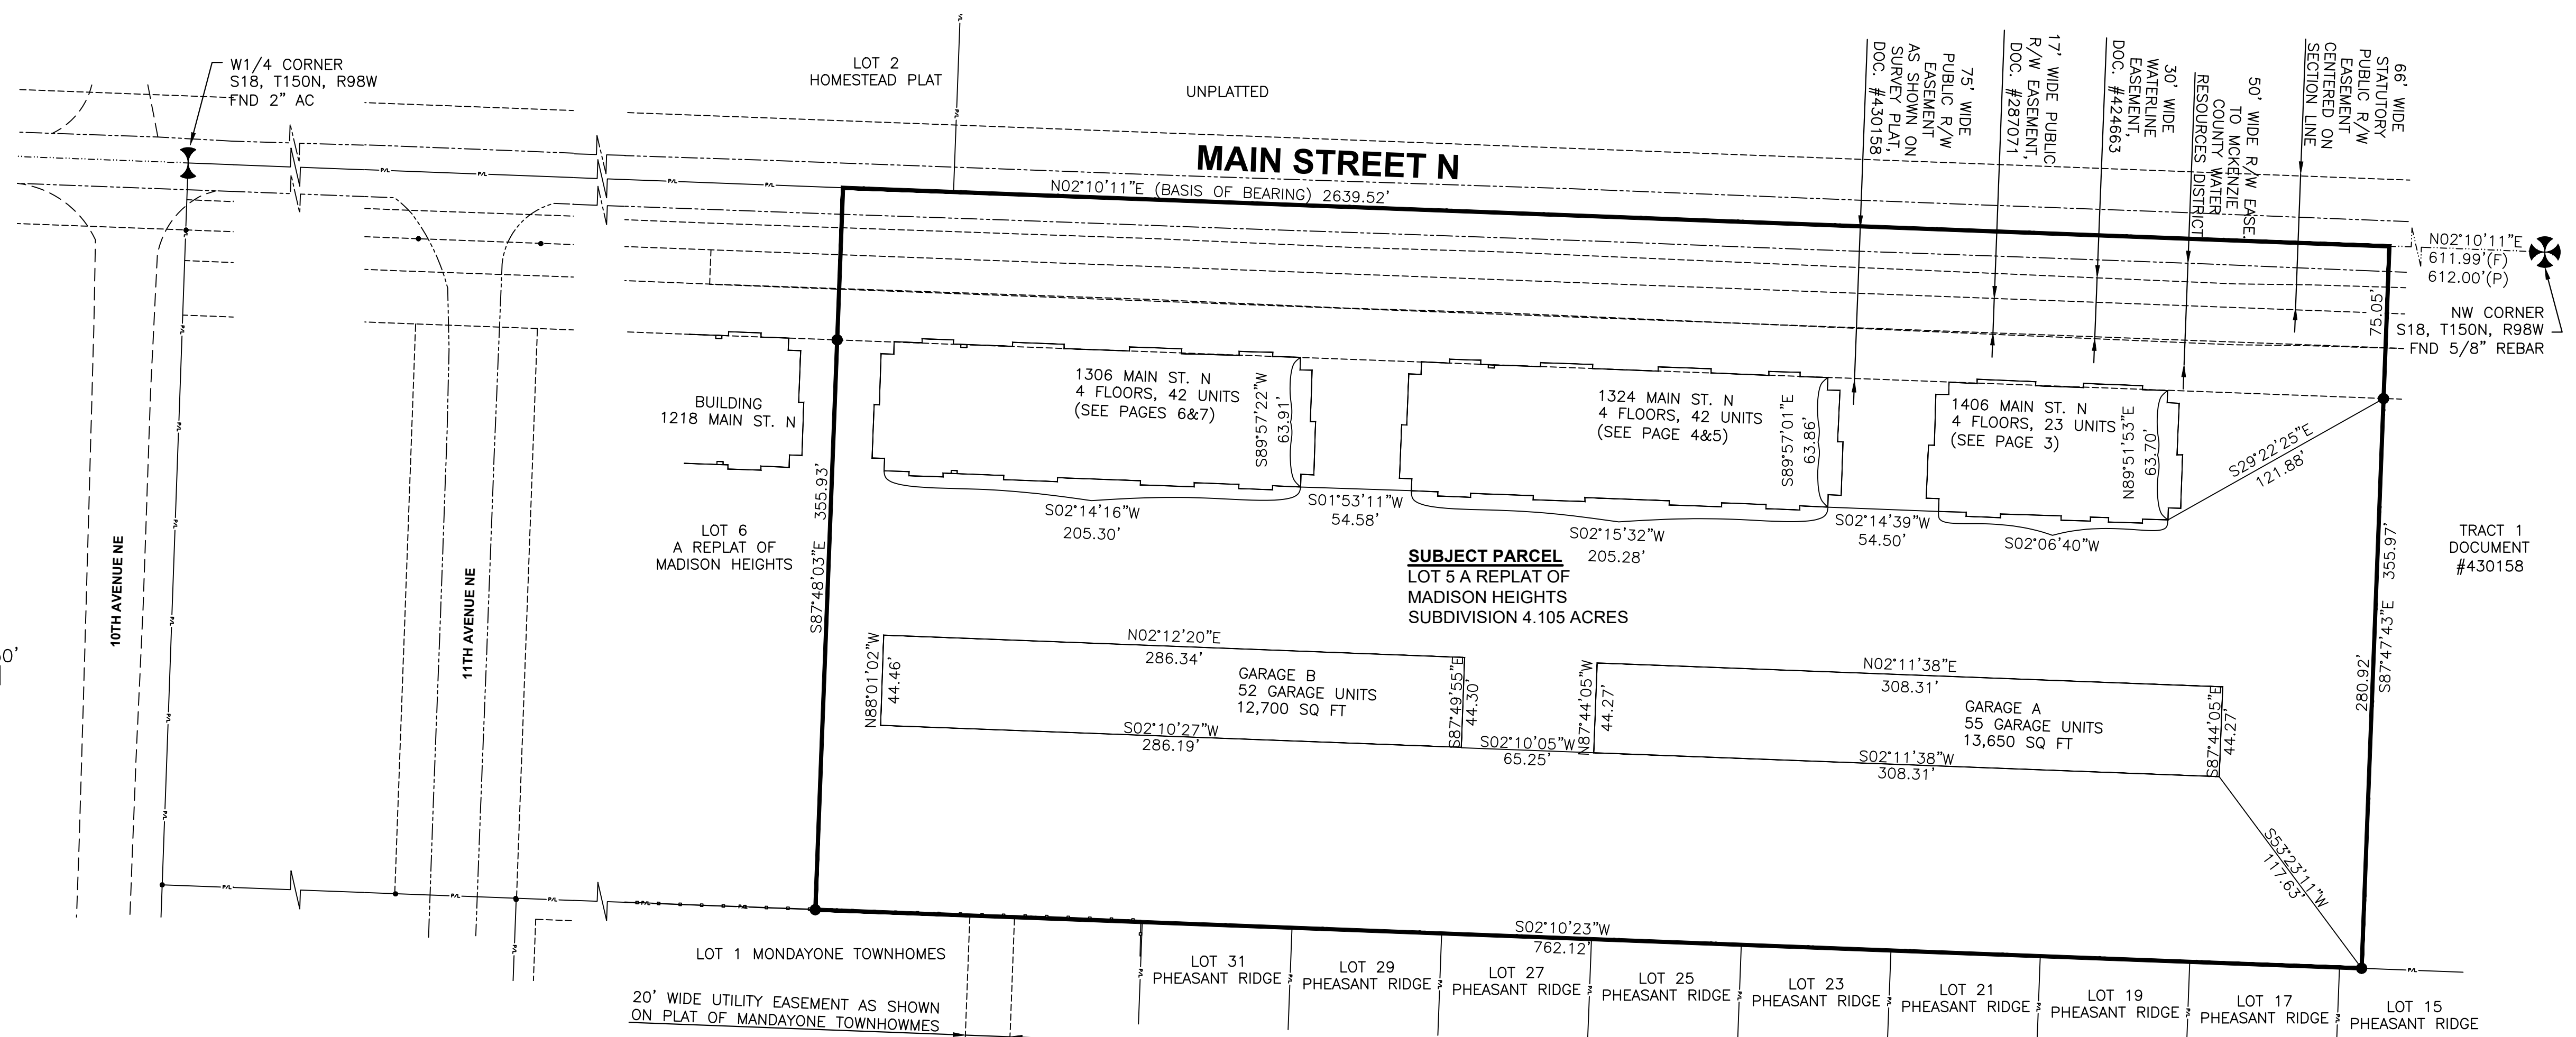 W1/4 CORNER
S18, T150N, R98W
FND 2" AC
LOT 2
HOMESTEAD PLAT
UNPLATTED
75' WIDE
PUBLIC R/W
EASEMENT
AS SHOWN ON
SURVEY PLAT,
DOC. #430158
17' WIDE PUBLIC
R/W EASEMENT,
DOC. #287071
30' WIDE
WATERLINE
EASEMENT,
DOC. #424663
50' WIDE R/W EASE.
TO MCKENZIE
COUNTY WATER
RESOURCES DISTRICT
66' WIDE
STATUTORY
PUBLIC R/W
EASEMENT
CENTERED ON
SECTION LINE
MAIN STREET N
N02°10'11"E (BASIS OF BEARING) 2639.52'
N02°10'11"E
611.99'(F)
612.00'(P)
NW CORNER
S18, T150N, R98W
FND 5/8" REBAR
75.05'
BUILDING
1218 MAIN ST. N
1306 MAIN ST. N
4 FLOORS, 42 UNITS
(SEE PAGES 6&7)
S89°57'22"W
63.91'
1324 MAIN ST. N
4 FLOORS, 42 UNITS
(SEE PAGE 4&5)
S89°57'01"E
63.86'
1406 MAIN ST. N
4 FLOORS, 23 UNITS
(SEE PAGE 3)
N89°51'53"E
63.70'
S29°22'25"E
121.88'
S02°14'16"W
205.30'
S01°53'11"W
54.58'
S02°15'32"W
205.28'
S02°14'39"W
54.50'
S02°06'40"W
LOT 6
A REPLAT OF
MADISON HEIGHTS
S87°48'03"E 355.93'
SUBJECT PARCEL
LOT 5 A REPLAT OF
MADISON HEIGHTS
SUBDIVISION 4.105 ACRES
TRACT 1
DOCUMENT
#430158
280.92'
S87°47'43"E 355.97'
10TH AVENUE NE
11TH AVENUE NE
0'
N02°12'20"E
286.34'
N88°01'02"W
44.46'
GARAGE B
52 GARAGE UNITS
12,700 SQ FT
S87°49'55"E
44.30'
S02°10'27"W
286.19'
S02°10'05"W
65.25'
N87°44'05"W
44.27'
N02°11'38"E
308.31'
GARAGE A
55 GARAGE UNITS
13,650 SQ FT
S87°44'05"E
44.27'
S02°11'38"W
308.31'
S53°23'11"W
117.63'
S02°10'23"W
762.12'
LOT 1 MONDAYONE TOWNHOMES
20' WIDE UTILITY EASEMENT AS SHOWN
ON PLAT OF MANDAYONE TOWNHOWMES
LOT 31
PHEASANT RIDGE
LOT 29
PHEASANT RIDGE
LOT 27
PHEASANT RIDGE
LOT 25
PHEASANT RIDGE
LOT 23
PHEASANT RIDGE
LOT 21
PHEASANT RIDGE
LOT 19
PHEASANT RIDGE
LOT 17
PHEASANT RIDGE
LOT 15
PHEASANT RIDGE